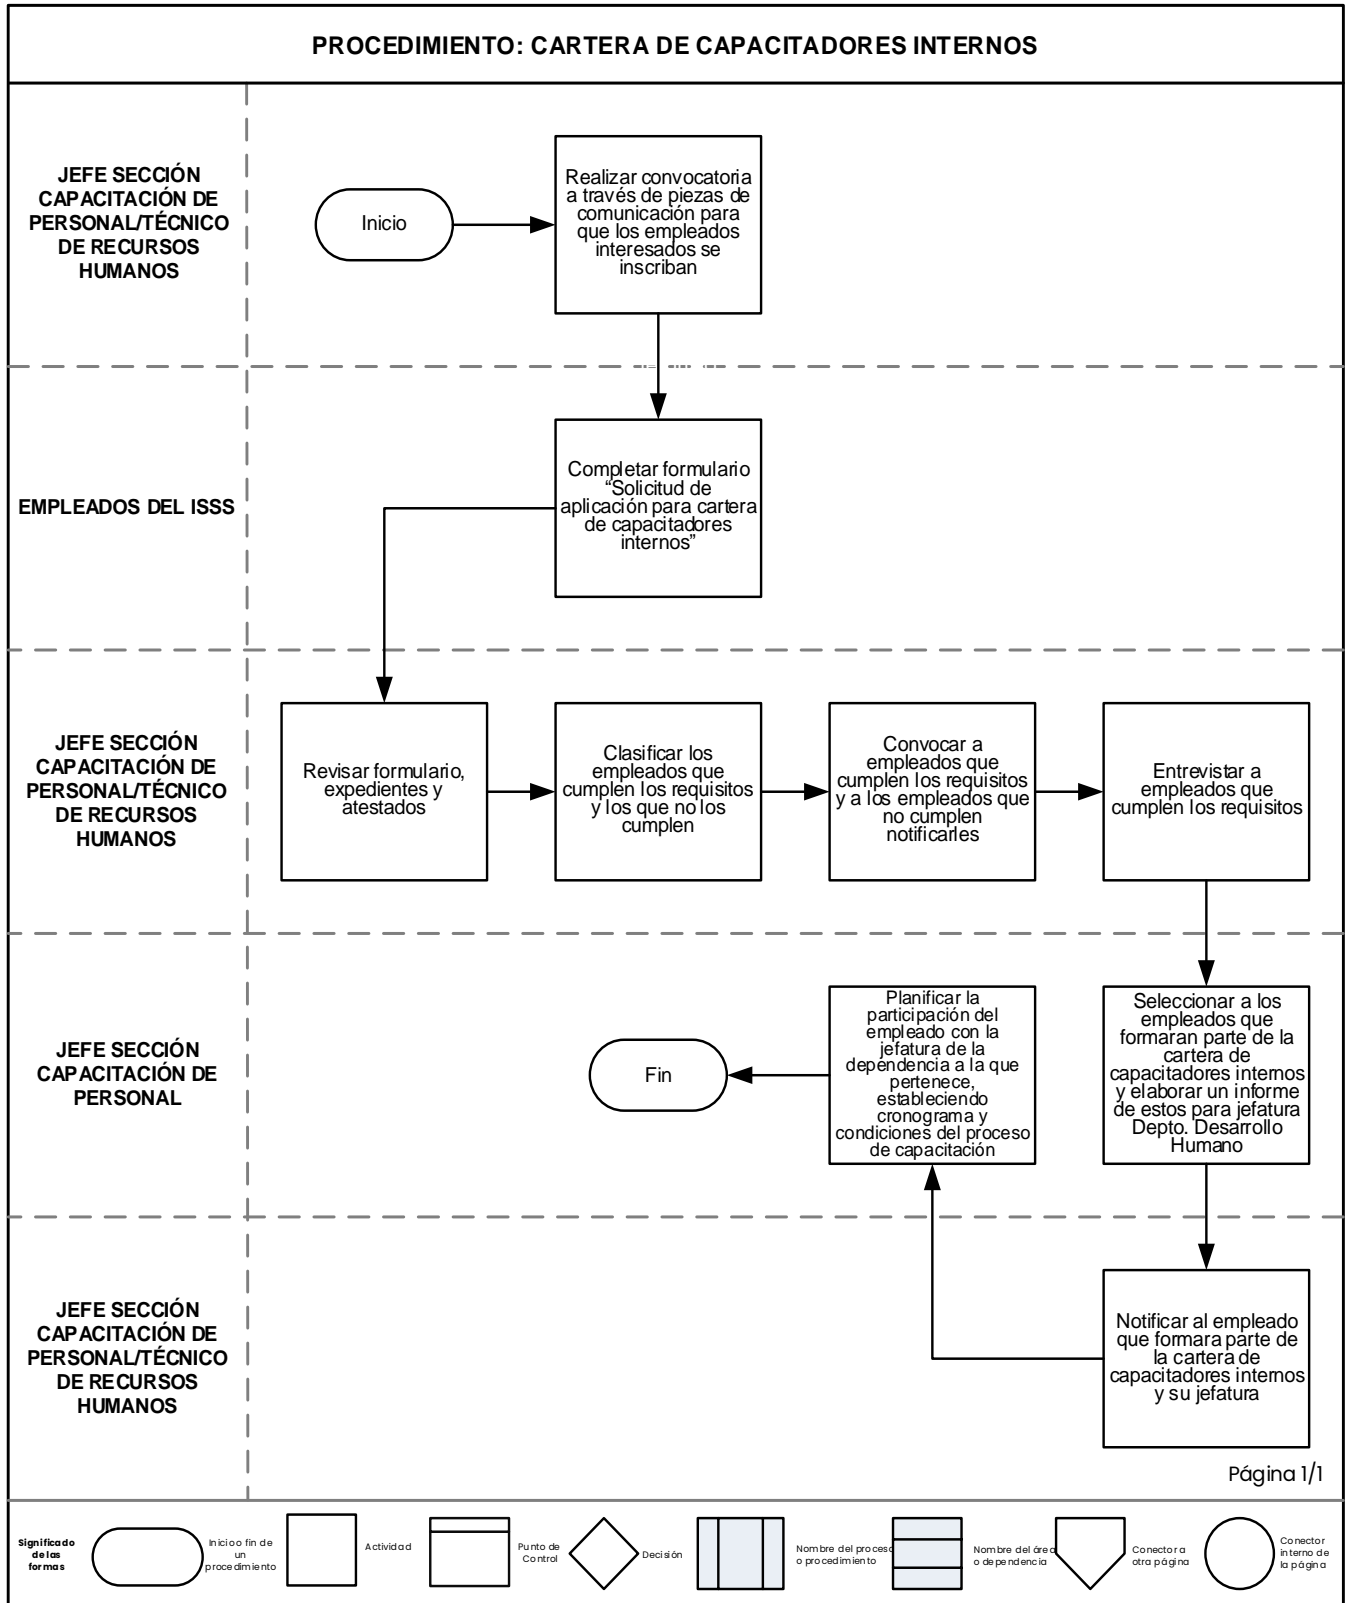 PROCEDIMIENTO: CARTERA DE CAPACITADORES INTERNOS
JEFE SECCIÓN
CAPACITACIÓN DE
PERSONAL/TÉCNICO
DE RECURSOS
HUMANOS
Inicio
Realizar convocatoria
a través de piezas de
comunicación para
que los empleados
interesados se
inscriban
EMPLEADOS DEL ISSS
Completar formulario
“Solicitud de
aplicación para cartera
de capacitadores
internos”
JEFE SECCIÓN
CAPACITACIÓN DE
PERSONAL/TÉCNICO
DE RECURSOS
HUMANOS
Revisar formulario,
expedientes y
atestados
Clasificar los
empleados que
cumplen los requisitos
y los que no los
cumplen
Convocar a
empleados que
cumplen los requisitos
y a los empleados que
no cumplen
notificarles
Entrevistar a
empleados que
cumplen los requisitos
JEFE SECCIÓN
CAPACITACIÓN DE
PERSONAL
Fin
Planificar la
participación del
empleado con la
jefatura de la
dependencia a la que
pertenece,
estableciendo
cronograma y
condiciones del proceso
de capacitación
Seleccionar a los
empleados que
formaran parte de la
cartera de
capacitadores internos
y elaborar un informe
de estos para jefatura
Depto. Desarrollo
Humano
JEFE SECCIÓN
CAPACITACIÓN DE
PERSONAL/TÉCNICO
DE RECURSOS
HUMANOS
Notificar al empleado
que formara parte de
la cartera de
capacitadores internos
y su jefatura
Página 1/1
Significado
de las
formas
Inicio o fin de
un
procedimiento
Actividad
Punto de
Control
Decisión
Nombre del proceso
o procedimiento
Nombre del área
o dependencia
Conector a
otra página
Conector
interno de
la página